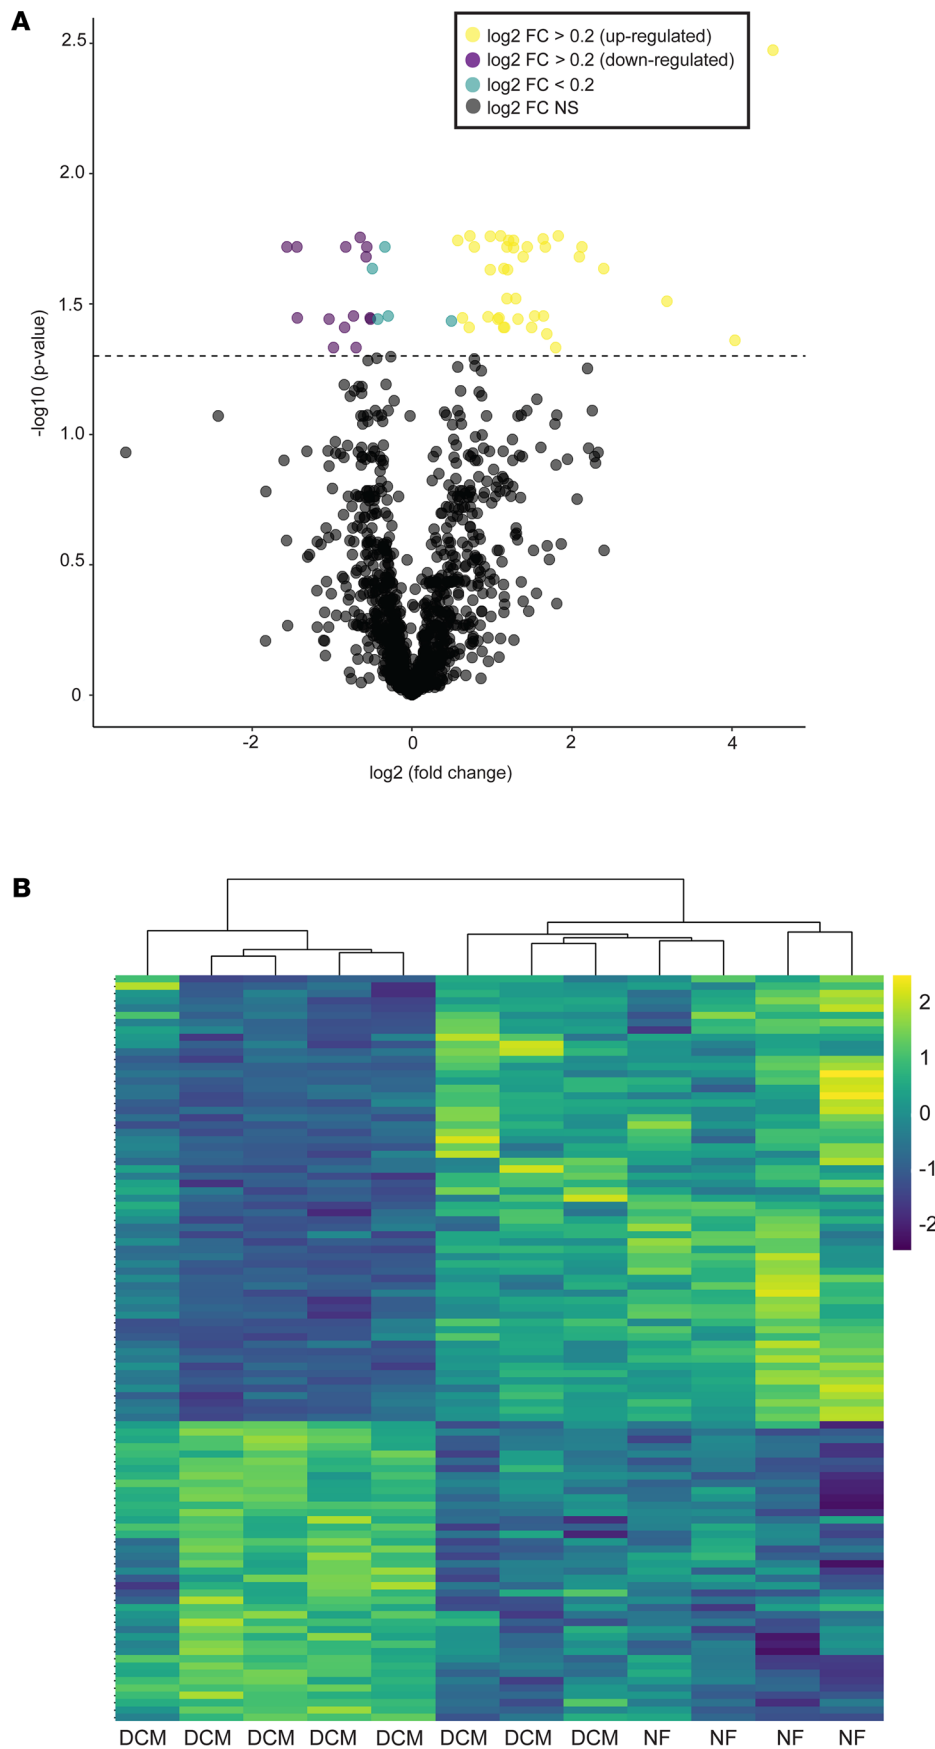 A
log2 FC > 0.2 (up-regulated)
log2 FC > 0.2 (down-regulated)
log2 FC < 0.2
log2 FC NS
2.5
2.0
1.5
1.0
0.5
0
-log10 (p-value)
-2 0 2 4
log2 (fold change)
B
2
1
0
-1
-2
DCM DCM DCM DCM DCM DCM DCM DCM NF NF NF NF